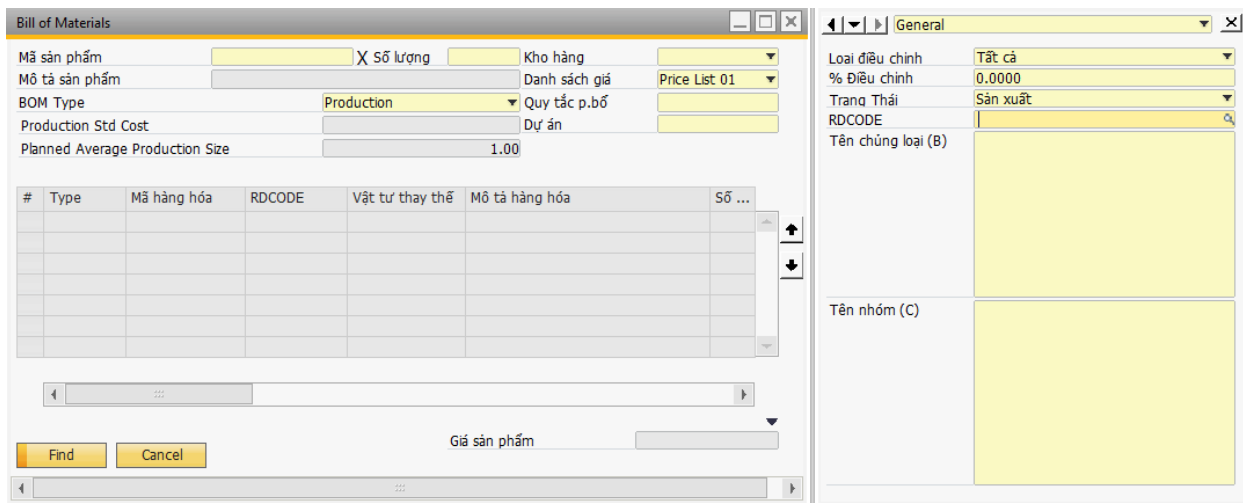 Bill of Materials
Mã sản phẩm X Số lượng Kho hàng
Mô tả sản phẩm Danh sách giá Price List 01
BOM Type Production Quy tắc p.bổ
Production Std Cost Dự án
Planned Average Production Size 1.00
# Type Mã hàng hóa RDCODE Vật tư thay thế Mô tả hàng hóa Số ...
Giá sản phẩm
Find Cancel
General
Loại điều chỉnh Tất cả
% Điều chỉnh 0.0000
Trạng Thái Sản xuất
RDCODE
Tên chủng loại (B)
Tên nhóm (C)